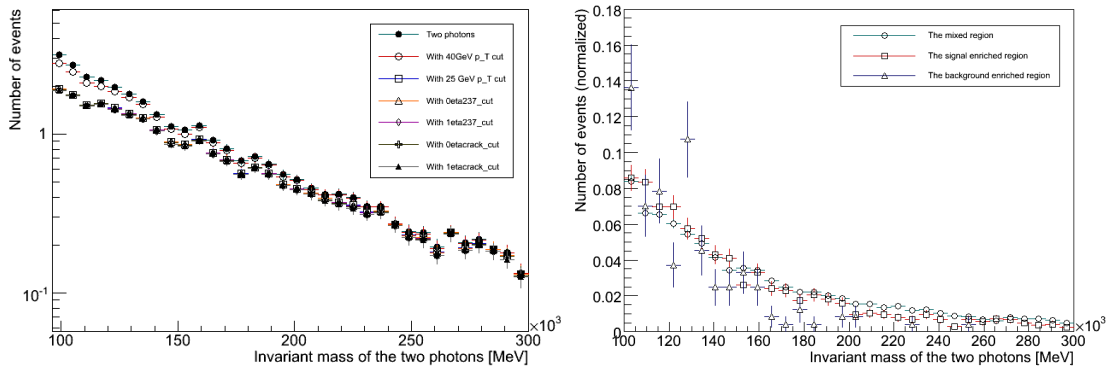 Number of events
1
10⁻¹
100
150
200
250
300
×10³
Invariant mass of the two photons [MeV]
Two photons
With 40GeV p_T cut
With 25 GeV p_T cut
With 0eta237_cut
With 1eta237_cut
With 0etacrack_cut
With 1etacrack_cut
Number of events (normalized)
0.18
0.16
0.14
0.12
0.1
0.08
0.06
0.04
0.02
0
100
120
140
160
180
200
220
240
260
280
300
×10³
Invariant mass of the two photons [MeV]
The mixed region
The signal enriched region
The background enriched region